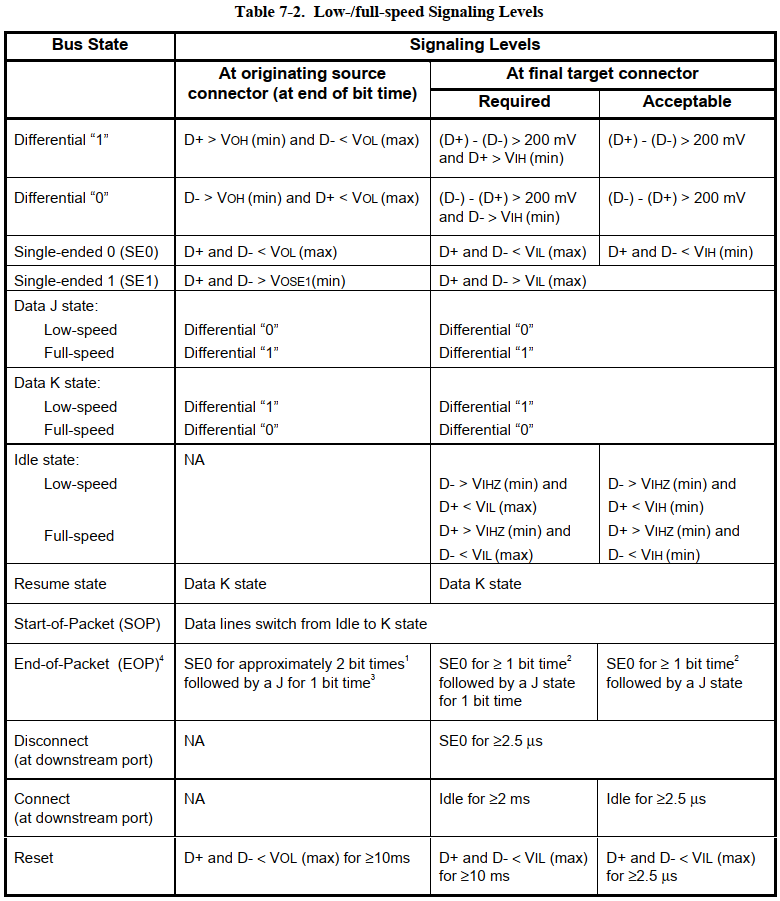 Table 7-2. Low-/full-speed Signaling Levels
Bus State
Signaling Levels
At originating source
connector (at end of bit time)
At final target connector
Required
Acceptable
Differential “1”
D+ > VOH (min) and D- < VOL (max)
(D+) - (D-) > 200 mV
and D+ > VIH (min)
(D+) - (D-) > 200 mV
Differential “0”
D- > VOH (min) and D+ < VOL (max)
(D-) - (D+) > 200 mV
and D- > VIH (min)
(D-) - (D+) > 200 mV
Single-ended 0 (SE0)
D+ and D- < VOL (max)
D+ and D- < VIL (max)
D+ and D- < VIH (min)
Single-ended 1 (SE1)
D+ and D- > VOSE1(min)
D+ and D- > VIL (max)
Data J state:
Low-speed
Differential “0”
Differential “0”
Full-speed
Differential “1”
Differential “1”
Data K state:
Low-speed
Differential “1”
Differential “1”
Full-speed
Differential “0”
Differential “0”
Idle state:
NA
Low-speed
D- > VIHZ (min) and
D+ < VIL (max)
D- > VIHZ (min) and
D+ < VIH (min)
Full-speed
D+ > VIHZ (min) and
D- < VIL (max)
D+ > VIHZ (min) and
D- < VIH (min)
Resume state
Data K state
Data K state
Start-of-Packet (SOP)
Data lines switch from Idle to K state
End-of-Packet (EOP)4
SE0 for approximately 2 bit times1
followed by a J for 1 bit time3
SE0 for ≥ 1 bit time2
followed by a J state
for 1 bit time
SE0 for ≥ 1 bit time2
followed by a J state
Disconnect
(at downstream port)
NA
SE0 for ≥2.5 µs
Connect
(at downstream port)
NA
Idle for ≥2 ms
Idle for ≥2.5 µs
Reset
D+ and D- < VOL (max) for ≥10ms
D+ and D- < VIL (max)
for ≥10 ms
D+ and D- < VIL (max)
for ≥2.5 µs